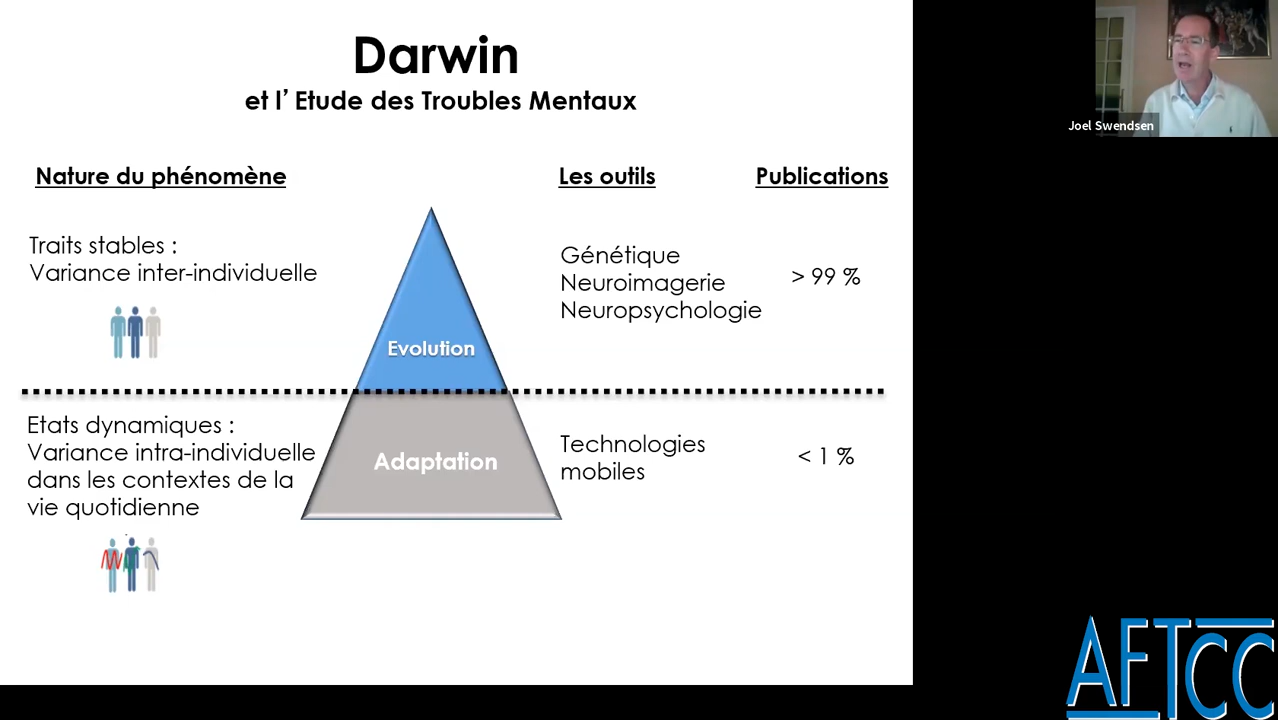 Darwin
et l’ Etude des Troubles Mentaux
Nature du phénomène
Les outils
Publications
Traits stables :
Variance inter-individuelle
Génétique
Neuroimagerie
Neuropsychologie
> 99 %
Evolution
Etats dynamiques :
Variance intra-individuelle
dans les contextes de la
vie quotidienne
Adaptation
Technologies
mobiles
< 1 %
Joel Swendsen
AFTCC